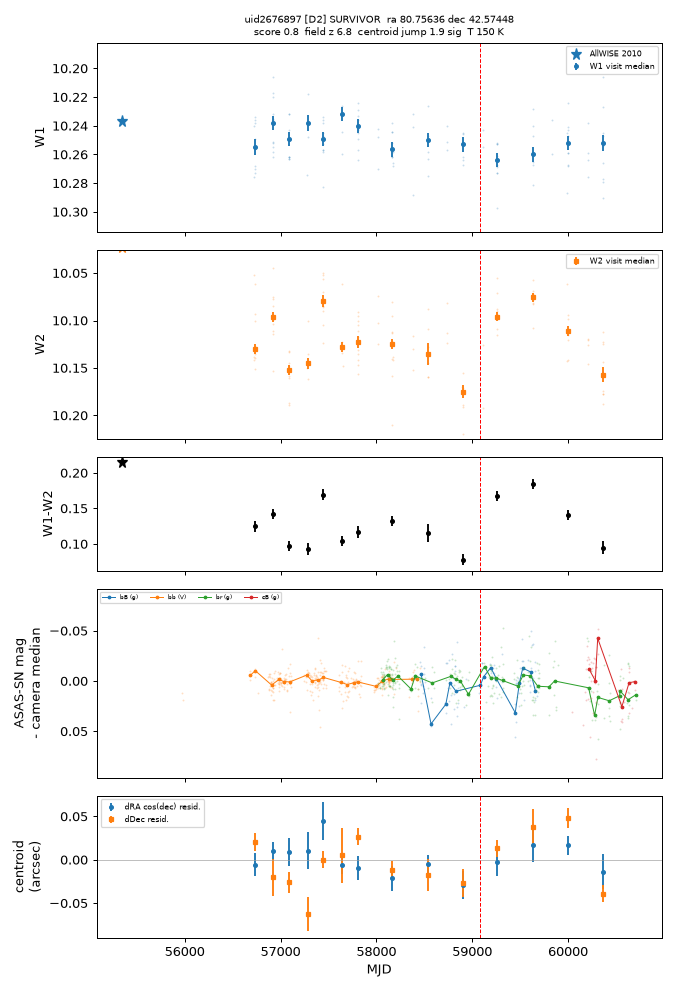 uid2676897 [D2] SURVIVOR ra 80.75636 dec 42.57448
score 0.8 field z 6.8 centroid jump 1.9 sig T 150 K
AllWISE 2010
W1 visit median
W1
10.20
10.22
10.24
10.26
10.28
10.30
W2 visit median
W2
10.05
10.10
10.15
10.20
W1-W2
0.20
0.15
0.10
bB (g)
bb (V)
br (g)
cB (g)
ASAS-SN mag
- camera median
−0.05
0.00
0.05
dRA cos(dec) resid.
dDec resid.
centroid
(arcsec)
0.05
0.00
−0.05
56000
57000
58000
59000
60000
MJD